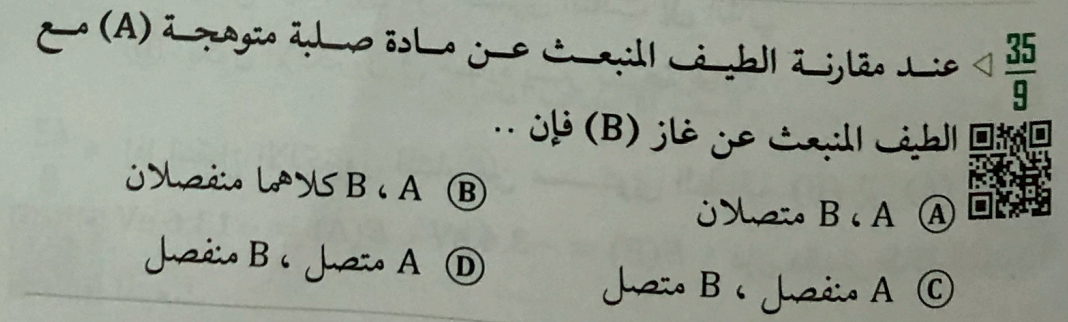 35/9 ◁ عند مقارنة الطيف المنبعث عن مادة صلبة متوهجة (A) مع
الطيف المنبعث عن غاز (B) فإن ..
Ⓐ B ، A متصلان
Ⓑ B ، A كلاهما منفصلان
Ⓒ A منفصل ، B متصل
Ⓓ A متصل ، B منفصل